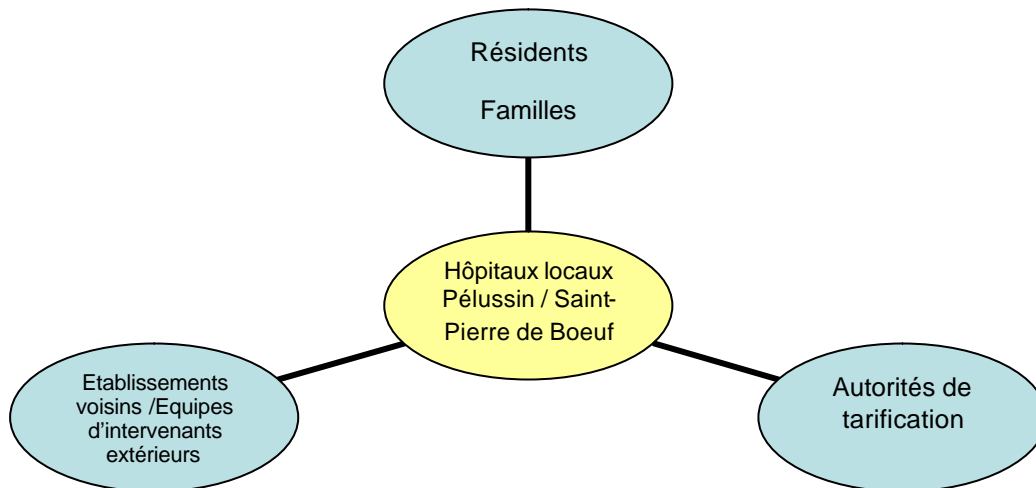 Résidents
Familles
Hôpitaux locaux
Pélussin / Saint-
Pierre de Boeuf
Etablissements
voisins /Equipes
d'intervenants
extérieurs
Autorités de
tarification